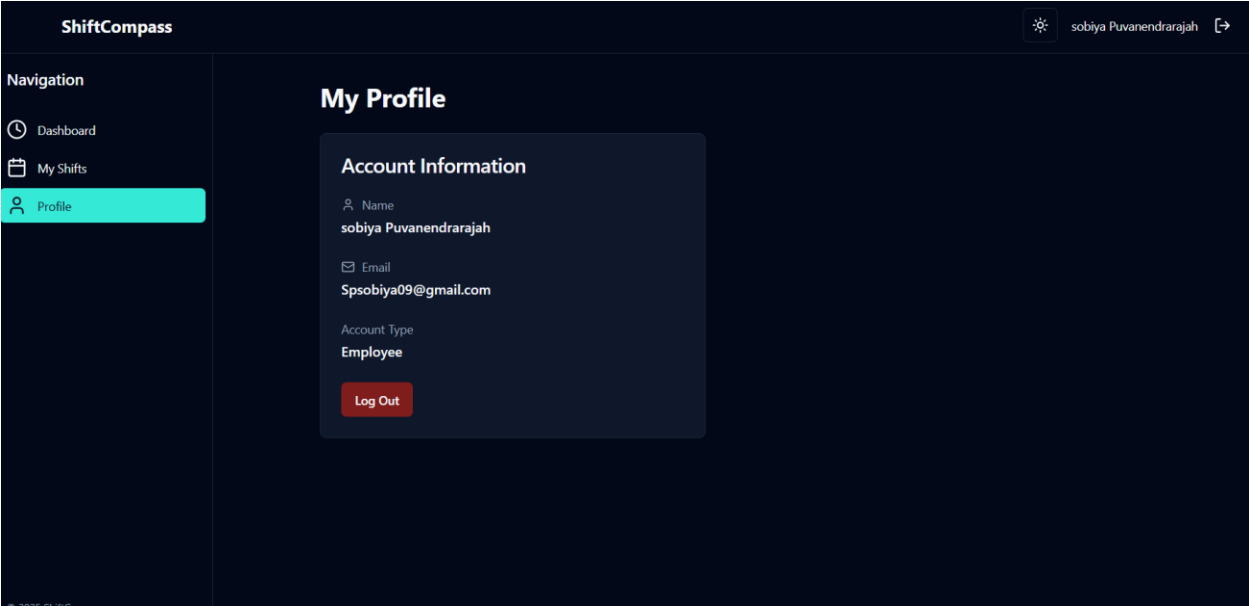 ShiftCompass
sobiya Puvanendrarajah
Navigation
Dashboard
My Shifts
Profile
My Profile
Account Information
Name
sobiya Puvanendrarajah
Email
Spsobiya09@gmail.com
Account Type
Employee
Log Out